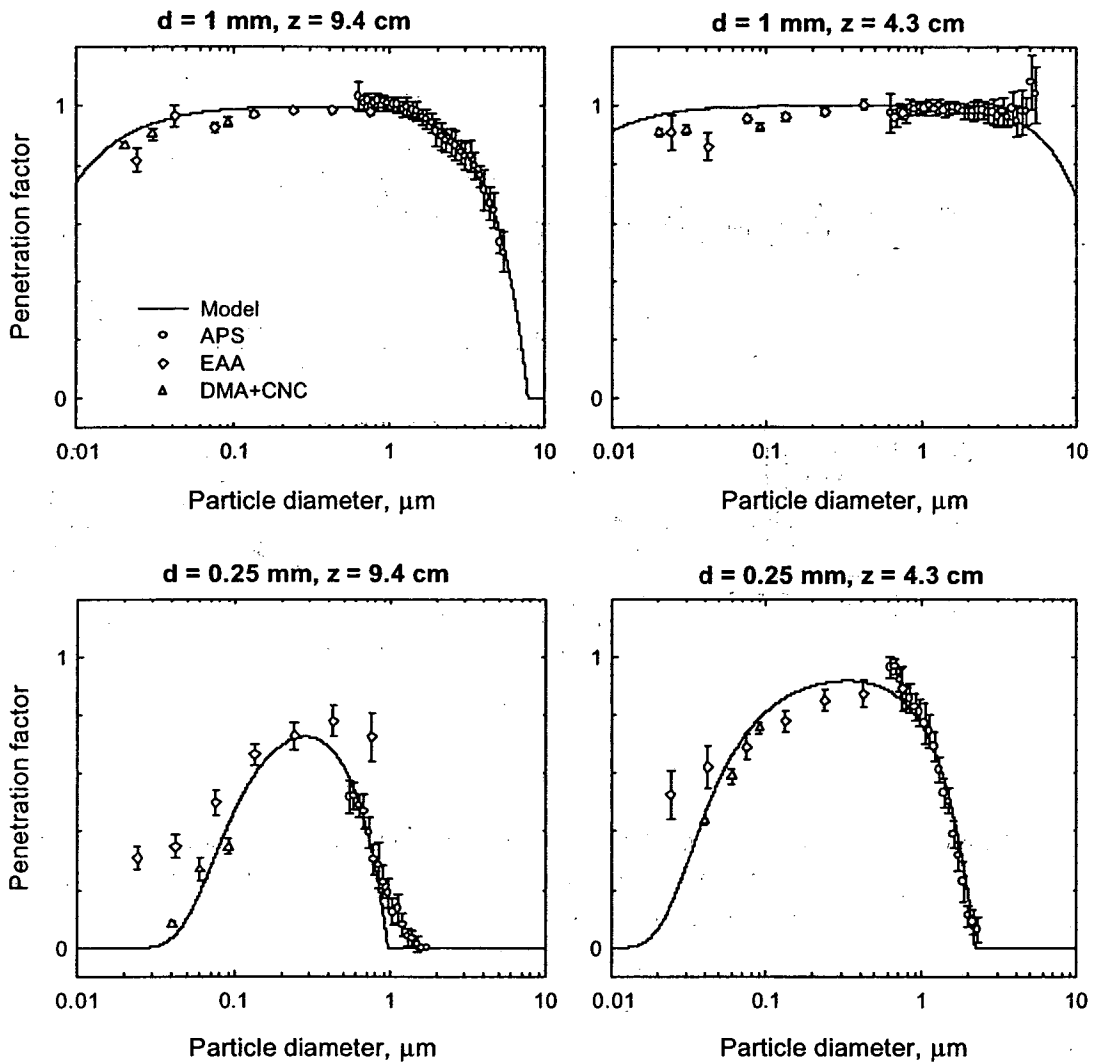 d = 1 mm, z = 9.4 cm
d = 1 mm, z = 4.3 cm
Penetration factor
1
0
Model
APS
EAA
DMA+CNC
0.01
0.1
1
10
Particle diameter, μm
1
0
0.01
0.1
1
10
Particle diameter, μm
d = 0.25 mm, z = 9.4 cm
d = 0.25 mm, z = 4.3 cm
Penetration factor
1
0
0.01
0.1
1
10
Particle diameter, μm
1
0
0.01
0.1
1
10
Particle diameter, μm